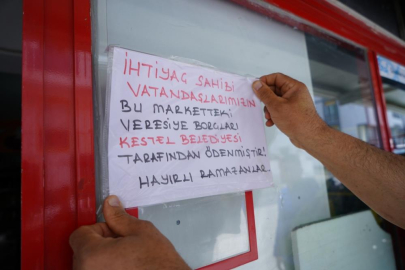 İHTİYAÇ SAHİBİ
VATANDAŞLARIMIZIN
BU MARKETTEKİ
VERESİYE BORÇLARI
KESTEL BELEDİYESİ
TARAFINDAN ÖDENMİŞTİR!
HAYIRLI RAMAZANLAR..